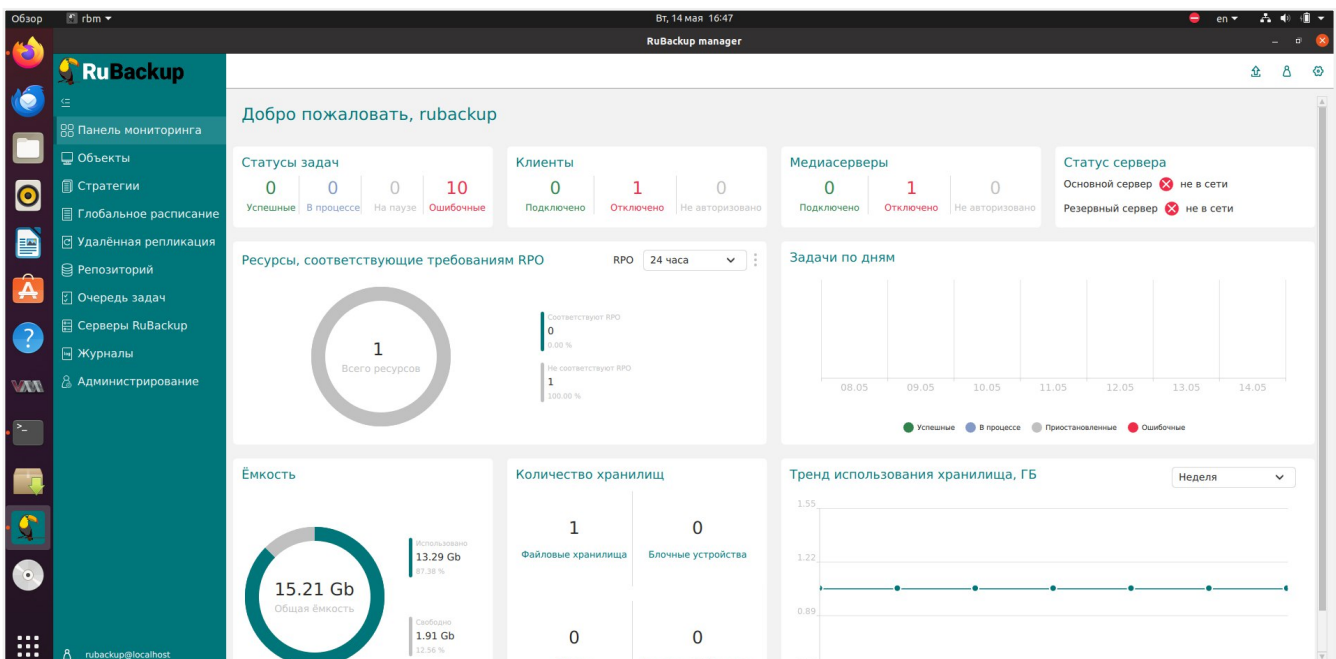 Обзор
rbm
Вт, 14 мая 16:47
en
RuBackup manager
RuBackup
Панель мониторинга
Объекты
Стратегии
Глобальное расписание
Удалённая репликация
Репозиторий
Очередь задач
Серверы RuBackup
Журналы
Администрирование
rubackup@localhost
Добро пожаловать, rubackup
Статусы задач
0 0 0 10
Успешные В процессе На паузе Ошибочные
Клиенты
0 1 0
Подключено Отключено Не авторизовано
Медиасерверы
0 1 0
Подключено Отключено Не авторизовано
Статус сервера
Основной сервер не в сети
Резервный сервер не в сети
Ресурсы, соответствующие требованиям RPO
RPO 24 часа
1
Всего ресурсов
Соответствуют RPO
0
0.00 %
Не соответствуют RPO
1
100.00 %
Задачи по дням
08.05 09.05 10.05 11.05 12.05 13.05 14.05
Успешные В процессе Приостановленные Ошибочные
Ёмкость
15.21 Gb
Общая ёмкость
Использовано
13.29 Gb
87.38 %
Свободно
1.91 Gb
12.56 %
Количество хранилищ
1 0
Файловые хранилища Блочные устройства
0 0
Тренд использования хранилища, ГБ
Неделя
1.55
1.22
0.89